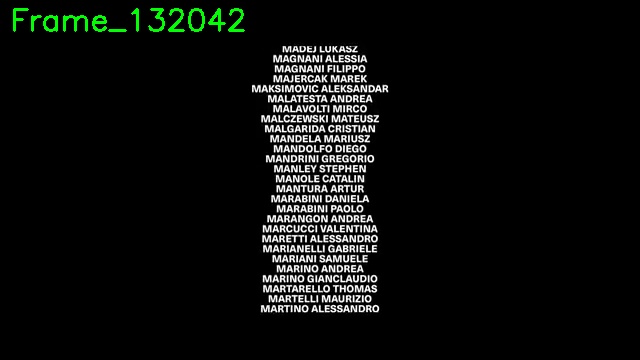 Frame_132042
MADEJ LUKASZ
MAGNANI ALESSIA
MAGNANI FILIPPO
MAJERCAK MAREK
MAKSIMOVIC ALEKSANDAR
MALATESTA ANDREA
MALAVOLTI MIRCO
MALCZEWSKI MATEUSZ
MALGARIDA CRISTIAN
MANDELA MARIUSZ
MANDOLFO DIEGO
MANDRINI GREGORIO
MANLEY STEPHEN
MANOLE CATALIN
MANTURA ARTUR
MARABINI DANIELA
MARABINI PAOLO
MARANGON ANDREA
MARCUCCI VALENTINA
MARETTI ALESSANDRO
MARIANELLI GABRIELE
MARIANI SAMUELE
MARINO ANDREA
MARINO GIANCLAUDIO
MARTARELLO THOMAS
MARTELLI MAURIZIO
MARTINO ALESSANDRO